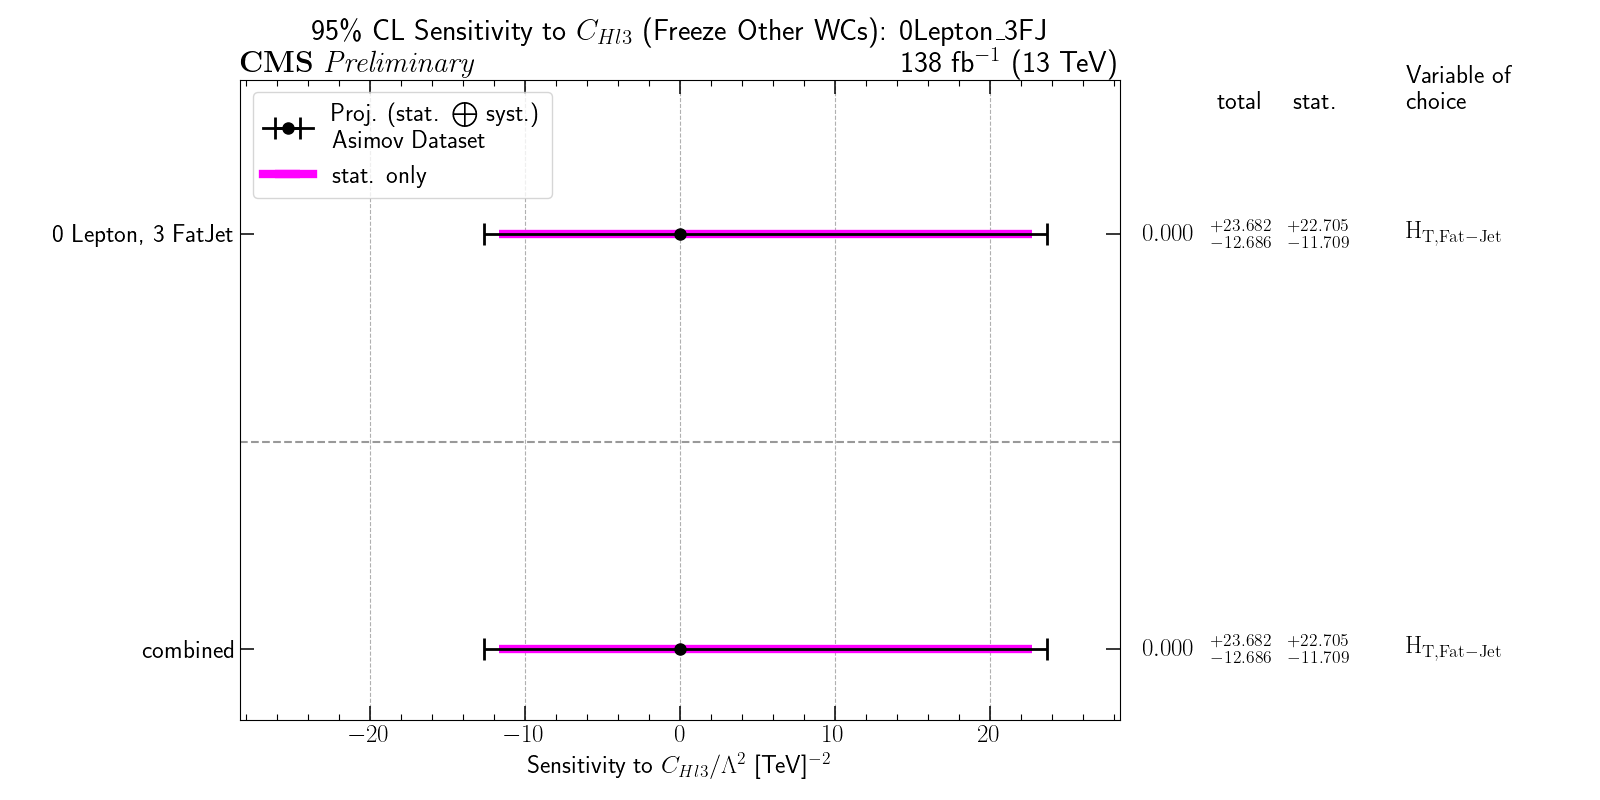 95% CL Sensitivity to C_{Hl3} (Freeze Other WCs): 0Lepton_3FJ
CMS Preliminary 138 fb^{−1} (13 TeV)
Variable of
total stat. choice
Proj. (stat. ⨁ syst.)
Asimov Dataset
stat. only
0 Lepton, 3 FatJet 0.000 +23.682 −12.686 +22.705 −11.709 H_{T,Fat−Jet}
combined 0.000 +23.682 −12.686 +22.705 −11.709 H_{T,Fat−Jet}
−20 −10 0 10 20
Sensitivity to C_{Hl3}/Λ^2 [TeV]^{−2}